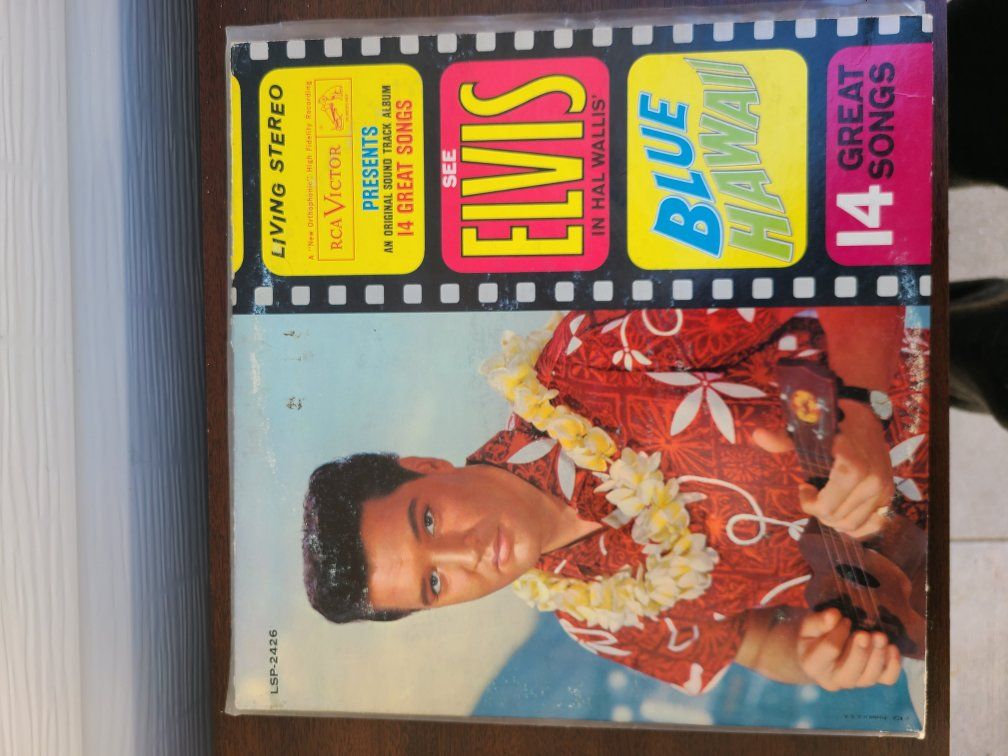 LSP-2426
LIVING STEREO
A "New Orthophonic" High Fidelity Recording
RCA VICTOR
PRESENTS
AN ORIGINAL SOUND TRACK ALBUM
14 GREAT SONGS
SEE
ELVIS
IN HAL WALLIS'
BLUE
HAWAII
14 GREAT
SONGS